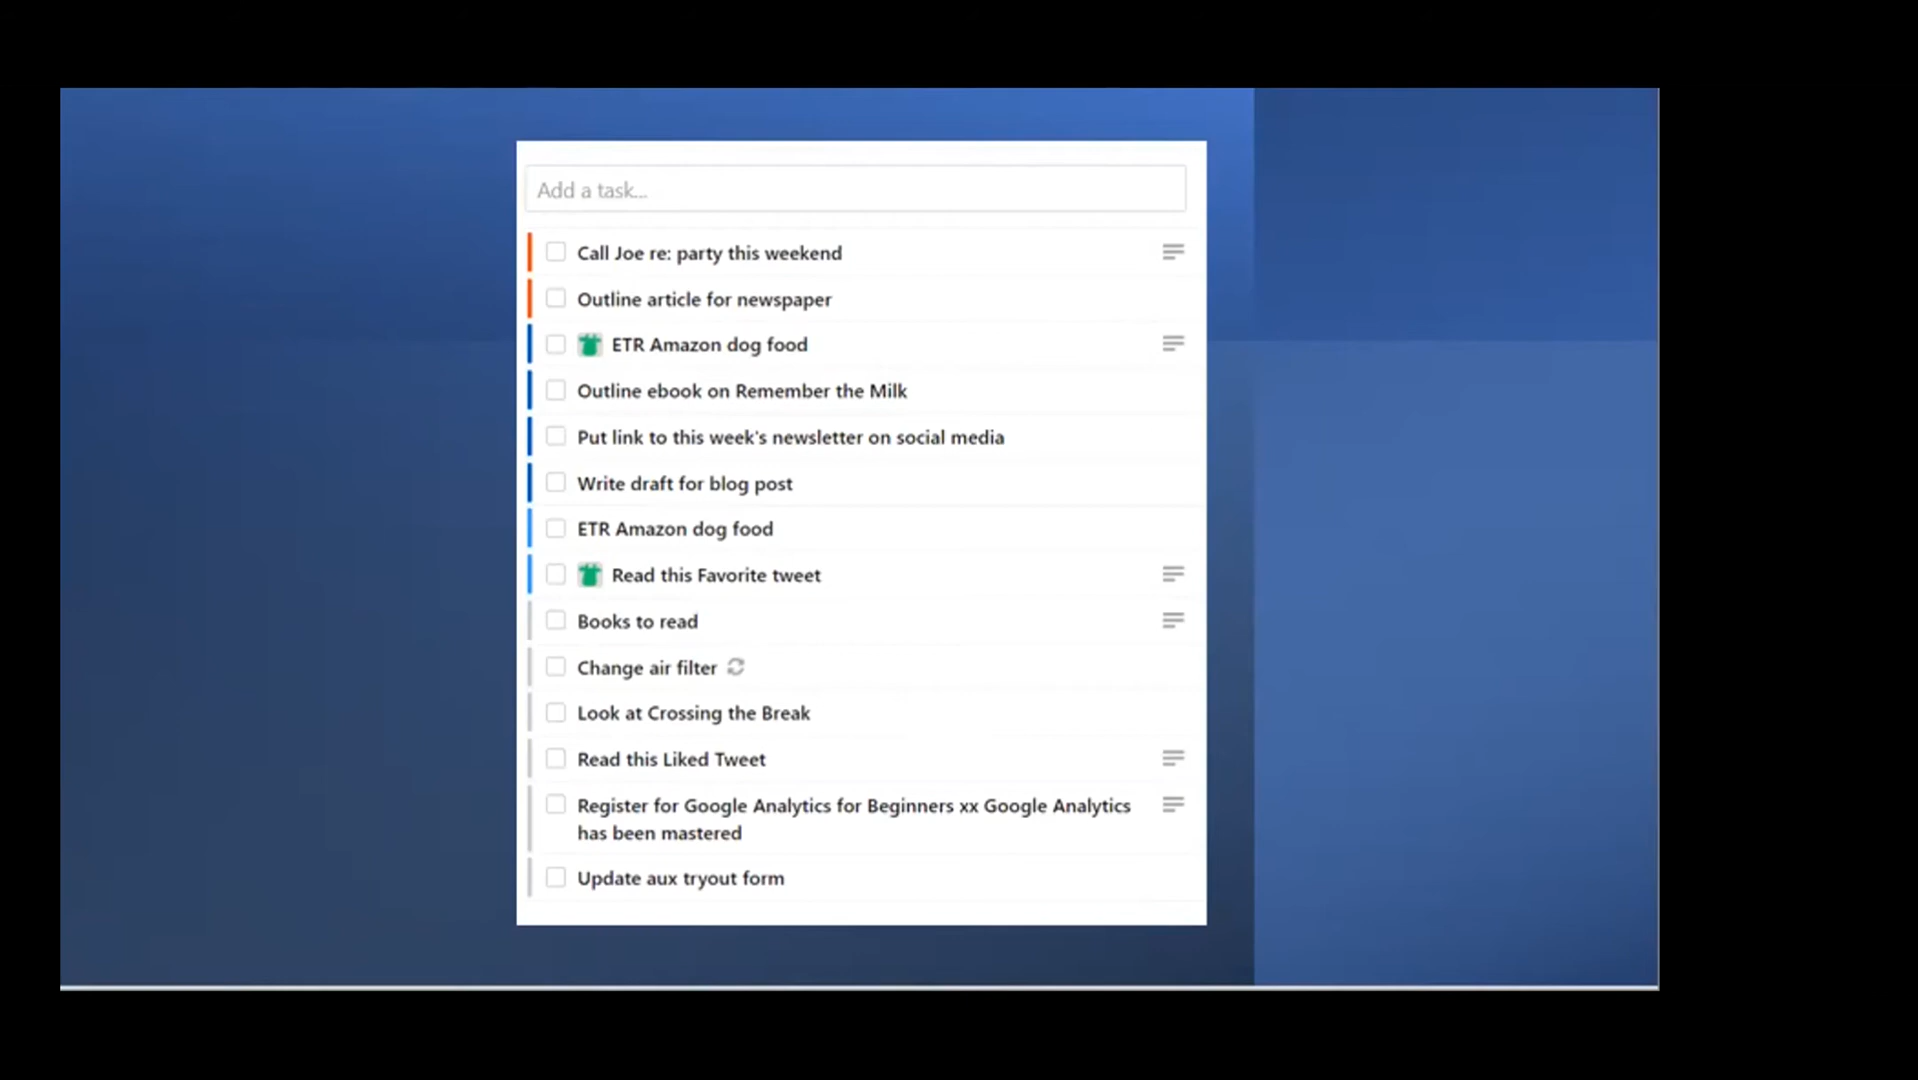 Add a task...
Call Joe re: party this weekend
Outline article for newspaper
ETR Amazon dog food
Outline ebook on Remember the Milk
Put link to this week's newsletter on social media
Write draft for blog post
ETR Amazon dog food
Read this Favorite tweet
Books to read
Change air filter
Look at Crossing the Break
Read this Liked Tweet
Register for Google Analytics for Beginners xx Google Analytics
has been mastered
Update aux tryout form